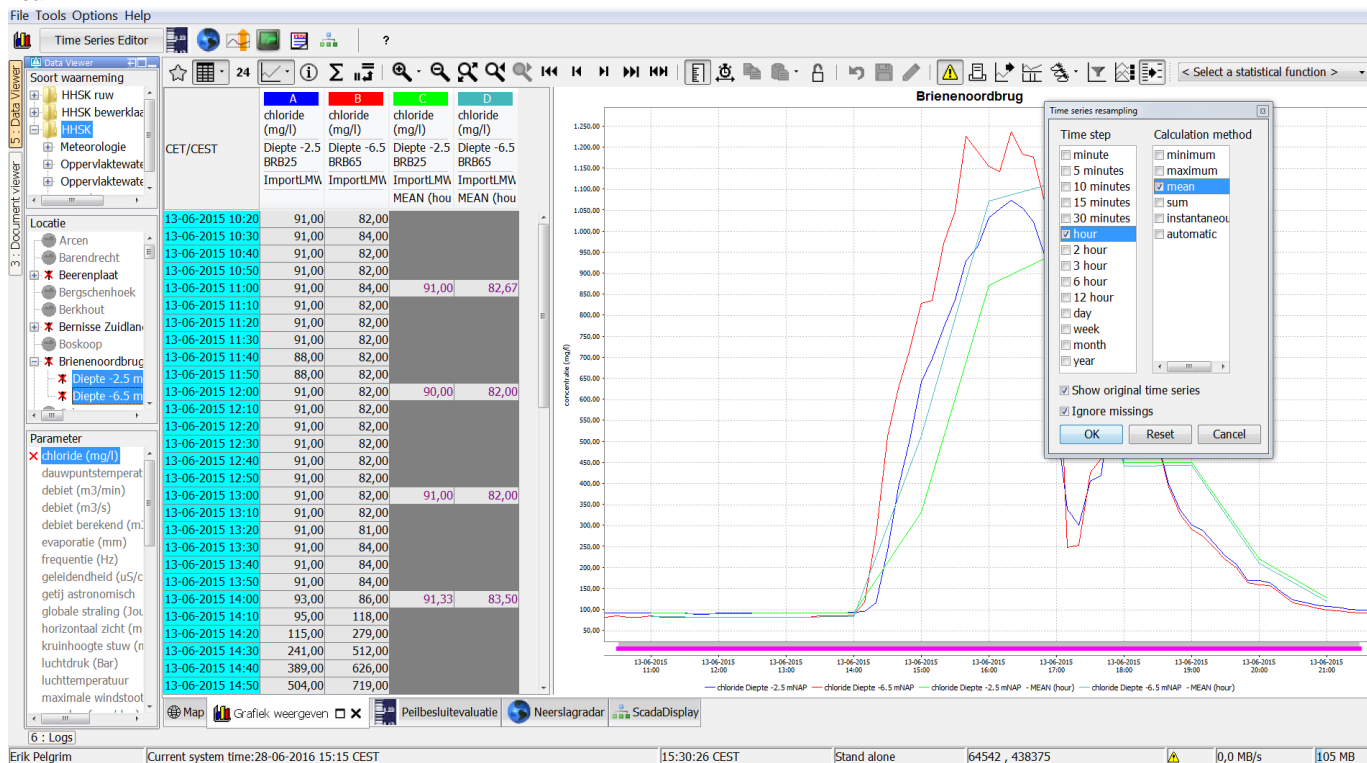 File Tools Options Help
Time Series Editor
?
5 : Data Viewer
3 : Document viewer
Data Viewer
Soort waarneming
HHSK ruw
HHSK bewerklaa
HHSK
Meteorologie
Oppervlaktewate
Oppervlaktewate
Locatie
Arcen
Barendrecht
Beerenplaat
Bergschenhoek
Berkhout
Bernisse Zuidlan
Boskoop
Brienenoordbrug
Diepte -2.5 m
Diepte -6.5 m
Parameter
chloride (mg/l)
dauwpuntstemperat
debiet (m3/min)
debiet (m3/s)
debiet berekend (m3
evaporatie (mm)
frequentie (Hz)
geleidendheid (uS/c
getij astronomisch
globale straling (Jou
horizontaal zicht (m
kruinhoogte stuw (m
luchtdruk (Bar)
luchttemperatuur
maximale windstoot
6 : Logs
24
< Select a statistical function >
A B C D
CET/CEST
chloride (mg/l) chloride (mg/l) chloride (mg/l) chloride (mg/l)
Diepte -2.5 BRB25 Diepte -6.5 BRB65 Diepte -2.5 BRB25 Diepte -6.5 BRB65
ImportLMW ImportLMW ImportLMW ImportLMW
MEAN (hou MEAN (hou
13-06-2015 10:20 91,00 82,00
13-06-2015 10:30 91,00 84,00
13-06-2015 10:40 91,00 82,00
13-06-2015 10:50 91,00 82,00
13-06-2015 11:00 91,00 84,00 91,00 82,67
13-06-2015 11:10 91,00 82,00
13-06-2015 11:20 91,00 82,00
13-06-2015 11:30 91,00 82,00
13-06-2015 11:40 88,00 82,00
13-06-2015 11:50 88,00 82,00
13-06-2015 12:00 91,00 82,00 90,00 82,00
13-06-2015 12:10 91,00 82,00
13-06-2015 12:20 91,00 82,00
13-06-2015 12:30 91,00 82,00
13-06-2015 12:40 91,00 82,00
13-06-2015 12:50 91,00 82,00
13-06-2015 13:00 91,00 82,00 91,00 82,00
13-06-2015 13:10 91,00 82,00
13-06-2015 13:20 91,00 81,00
13-06-2015 13:30 91,00 84,00
13-06-2015 13:40 91,00 84,00
13-06-2015 13:50 91,00 84,00
13-06-2015 14:00 93,00 86,00 91,33 83,50
13-06-2015 14:10 95,00 118,00
13-06-2015 14:20 115,00 279,00
13-06-2015 14:30 241,00 512,00
13-06-2015 14:40 389,00 626,00
13-06-2015 14:50 504,00 719,00
Brienenoordbrug
concentratie (mg/l)
1.250,00
1.200,00
1.150,00
1.100,00
1.050,00
1.000,00
950,00
900,00
850,00
800,00
750,00
700,00
650,00
600,00
550,00
500,00
450,00
400,00
350,00
300,00
250,00
200,00
150,00
100,00
50,00
13-06-2015 11:00
13-06-2015 12:00
13-06-2015 13:00
13-06-2015 14:00
13-06-2015 15:00
13-06-2015 16:00
13-06-2015 17:00
13-06-2015 18:00
13-06-2015 19:00
13-06-2015 20:00
13-06-2015 21:00
chloride Diepte -2.5 mNAP chloride Diepte -6.5 mNAP chloride Diepte -2.5 mNAP - MEAN (hour) chloride Diepte -6.5 mNAP - MEAN (hour)
Time series resampling
Time step
minute
5 minutes
10 minutes
15 minutes
30 minutes
hour
2 hour
3 hour
6 hour
12 hour
day
week
month
year
Calculation method
minimum
maximum
mean
sum
instantaneou
automatic
Show original time series
Ignore missings
OK Reset Cancel
Map Grafiek weergeven Peilbesluitevaluatie Neerslagradar ScadaDisplay
Erik Pelgrim Current system time:28-06-2016 15:15 CEST 15:30:26 CEST Stand alone 64542 , 438375 0,0 MB/s 105 MB